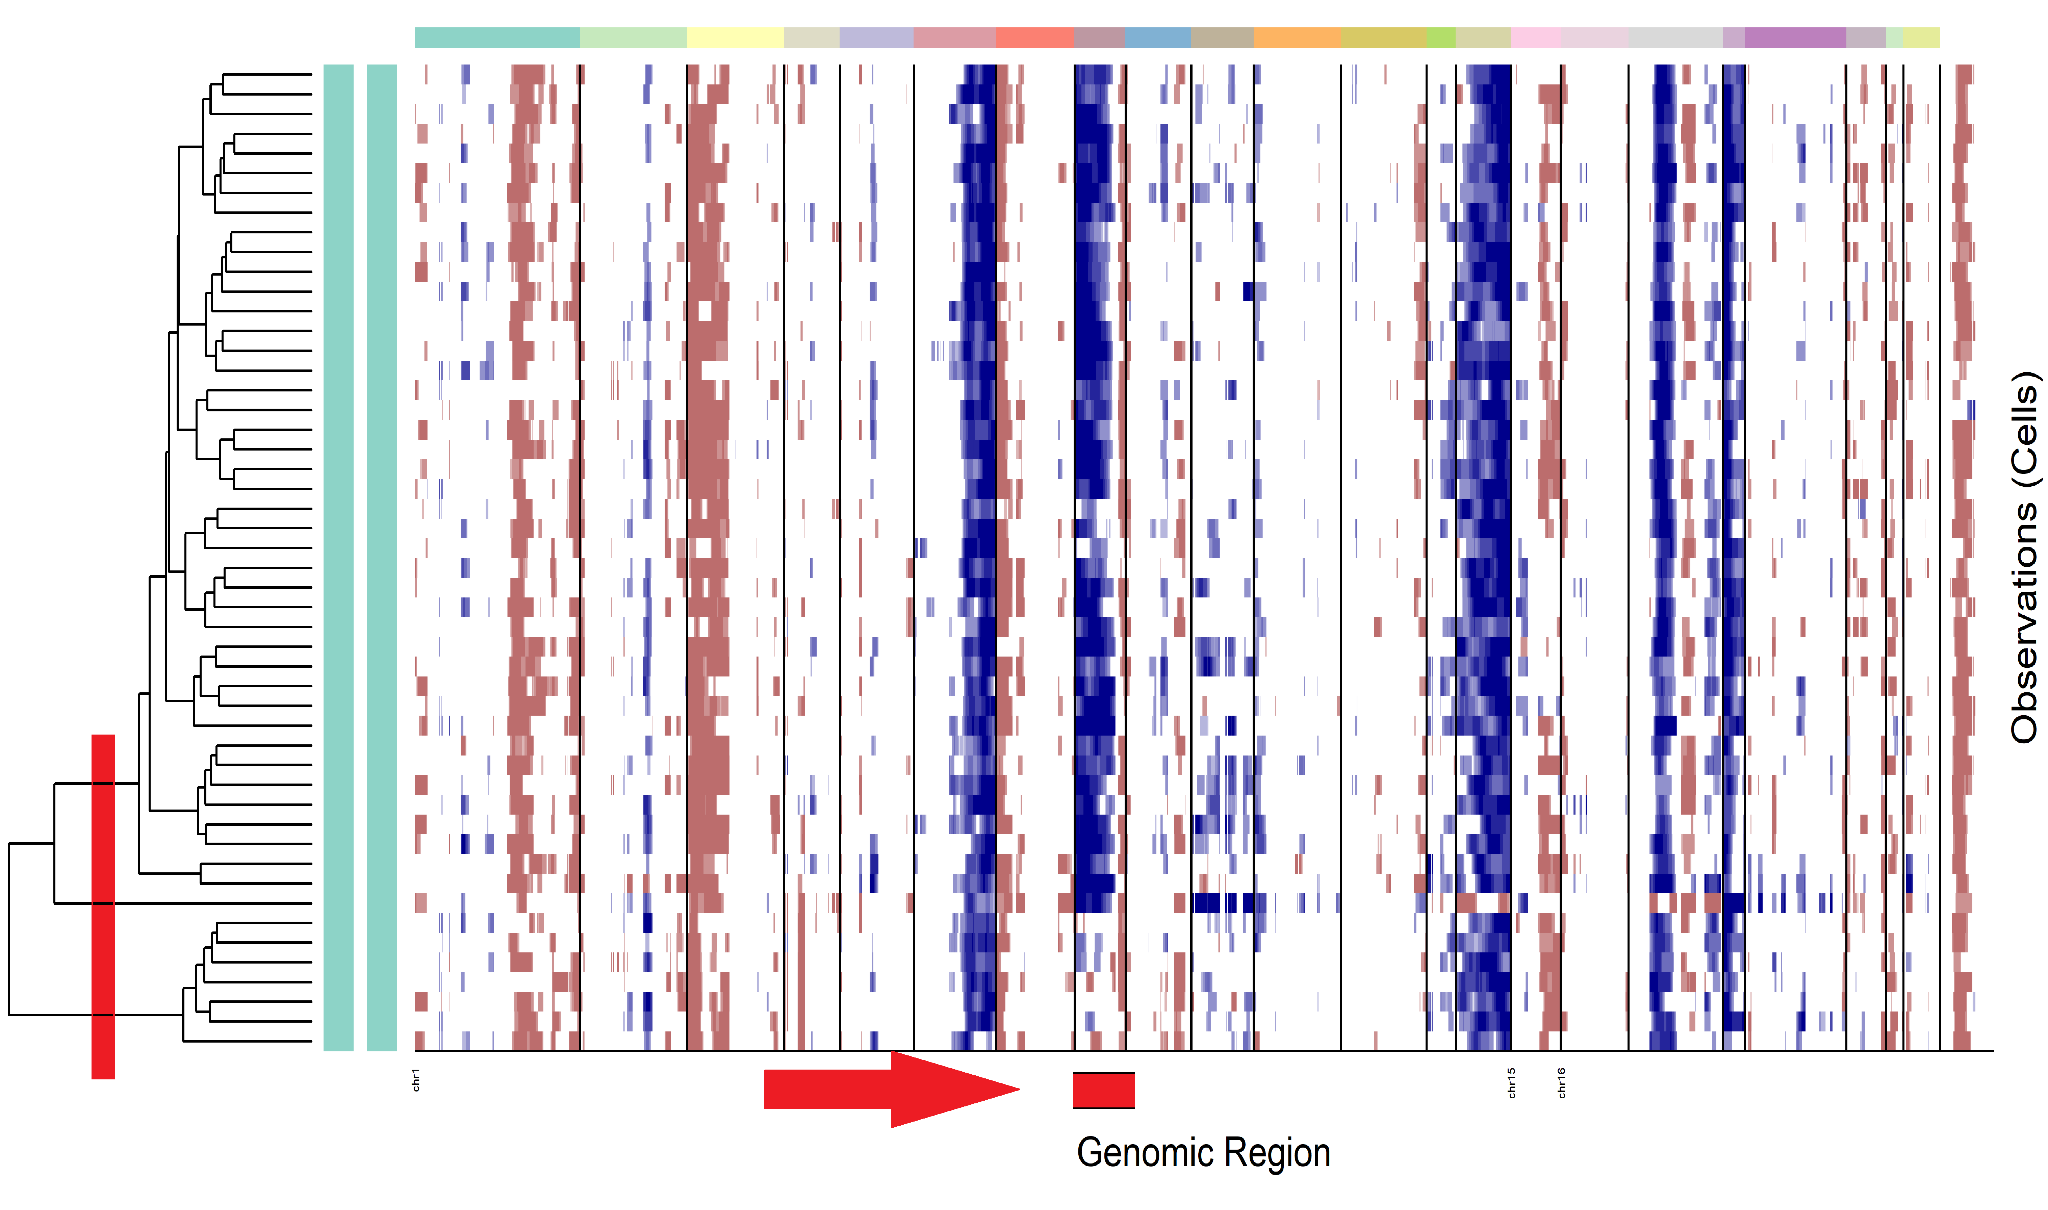 Observations (Cells)
chr1
chr15
chr16
Genomic Region